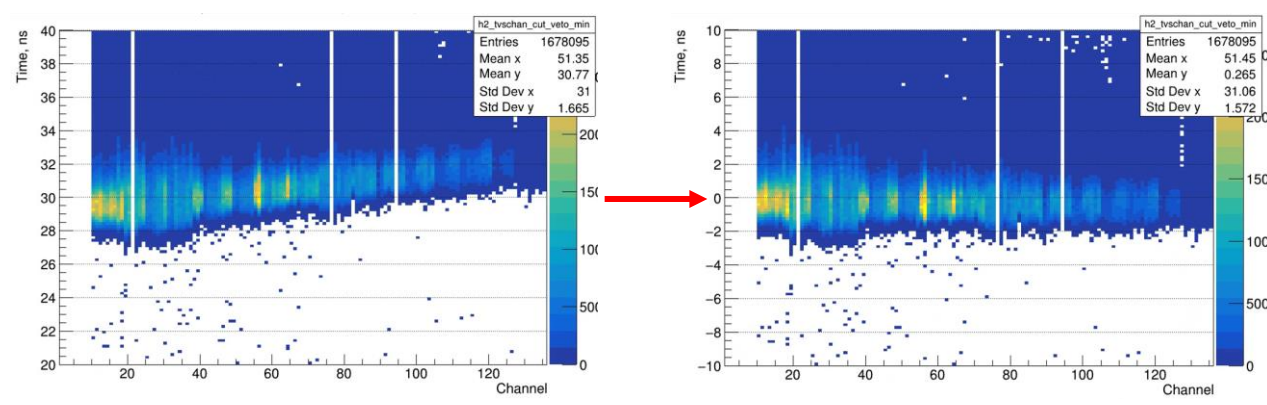 h2_tvschan_cut_veto_min
Entries 1678095
Mean x 51.35
Mean y 30.77
Std Dev x 31
Std Dev y 1.665
Time, ns
40
38
36
34
32
30
28
26
24
22
20
20 40 60 80 100 120
Channel
0
h2_tvschan_cut_veto_min
Entries 1678095
Mean x 51.45
Mean y 0.265
Std Dev x 31.06
Std Dev y 1.572
Time, ns
10
8
6
4
2
0
−2
−4
−6
−8
−10
20 40 60 80 100 120
Channel
500
0